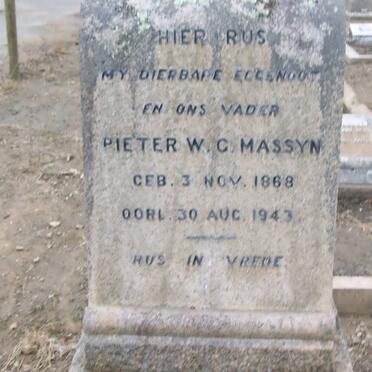 HIER RUS
MY DIERBARE EGGENOOT
EN ONS VADER
PIETER W. G. MASSYN
GEB. 3 NOV. 1868
OORL. 30 AUG. 1943
RUS IN VREDE.